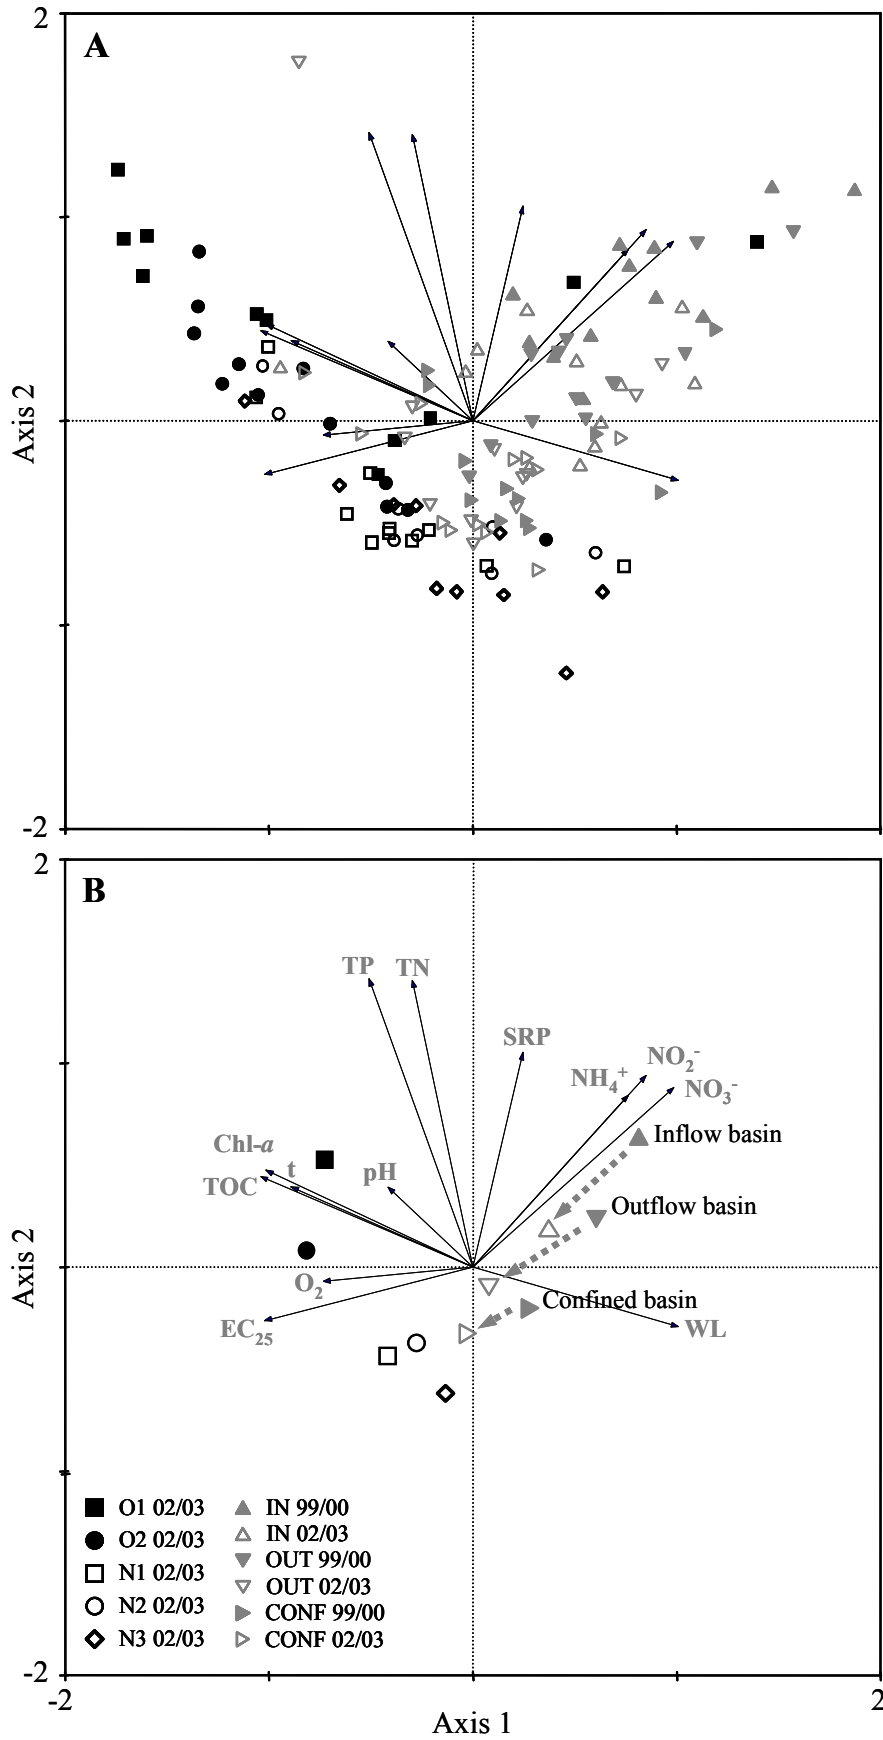 2
A
Axis 2
-2
2
B
TP TN
SRP
NH₄⁺ NO₂⁻
NO₃⁻
Inflow basin
Chl-a
t
TOC
pH
Outflow basin
Axis 2
O₂
Confined basin
EC₂₅
WL
O1 02/03 IN 99/00
O2 02/03 IN 02/03
N1 02/03 OUT 99/00
N2 02/03 OUT 02/03
N3 02/03 CONF 99/00
CONF 02/03
-2
-2 2
Axis 1